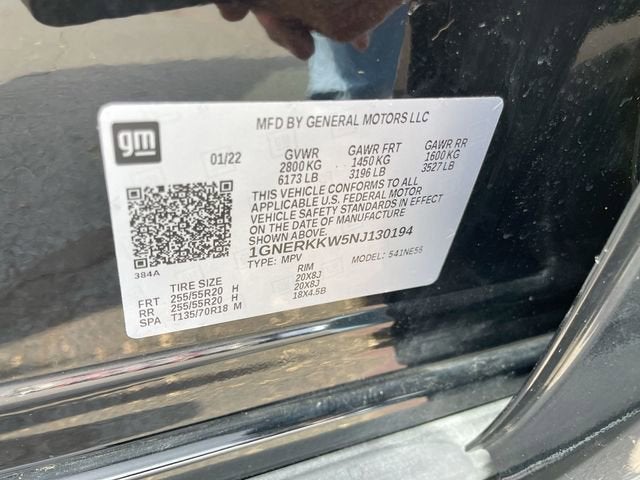 gm
MFD BY GENERAL MOTORS LLC
01/22 GVWR GAWR FRT GAWR RR
2800 KG 1450 KG 1600 KG
6173 LB 3196 LB 3527 LB
THIS VEHICLE CONFORMS TO ALL
APPLICABLE U.S. FEDERAL MOTOR
VEHICLE SAFETY STANDARDS IN EFFECT
ON THE DATE OF MANUFACTURE
SHOWN ABOVE.
1GNERKKW5NJ130194
TYPE: MPV MODEL: 541NE55
384A
TIRE SIZE RIM
FRT 255/55R20 H 20X8J
RR 255/55R20 H 20X8J
SPA T135/70R18 M 18X4.5B